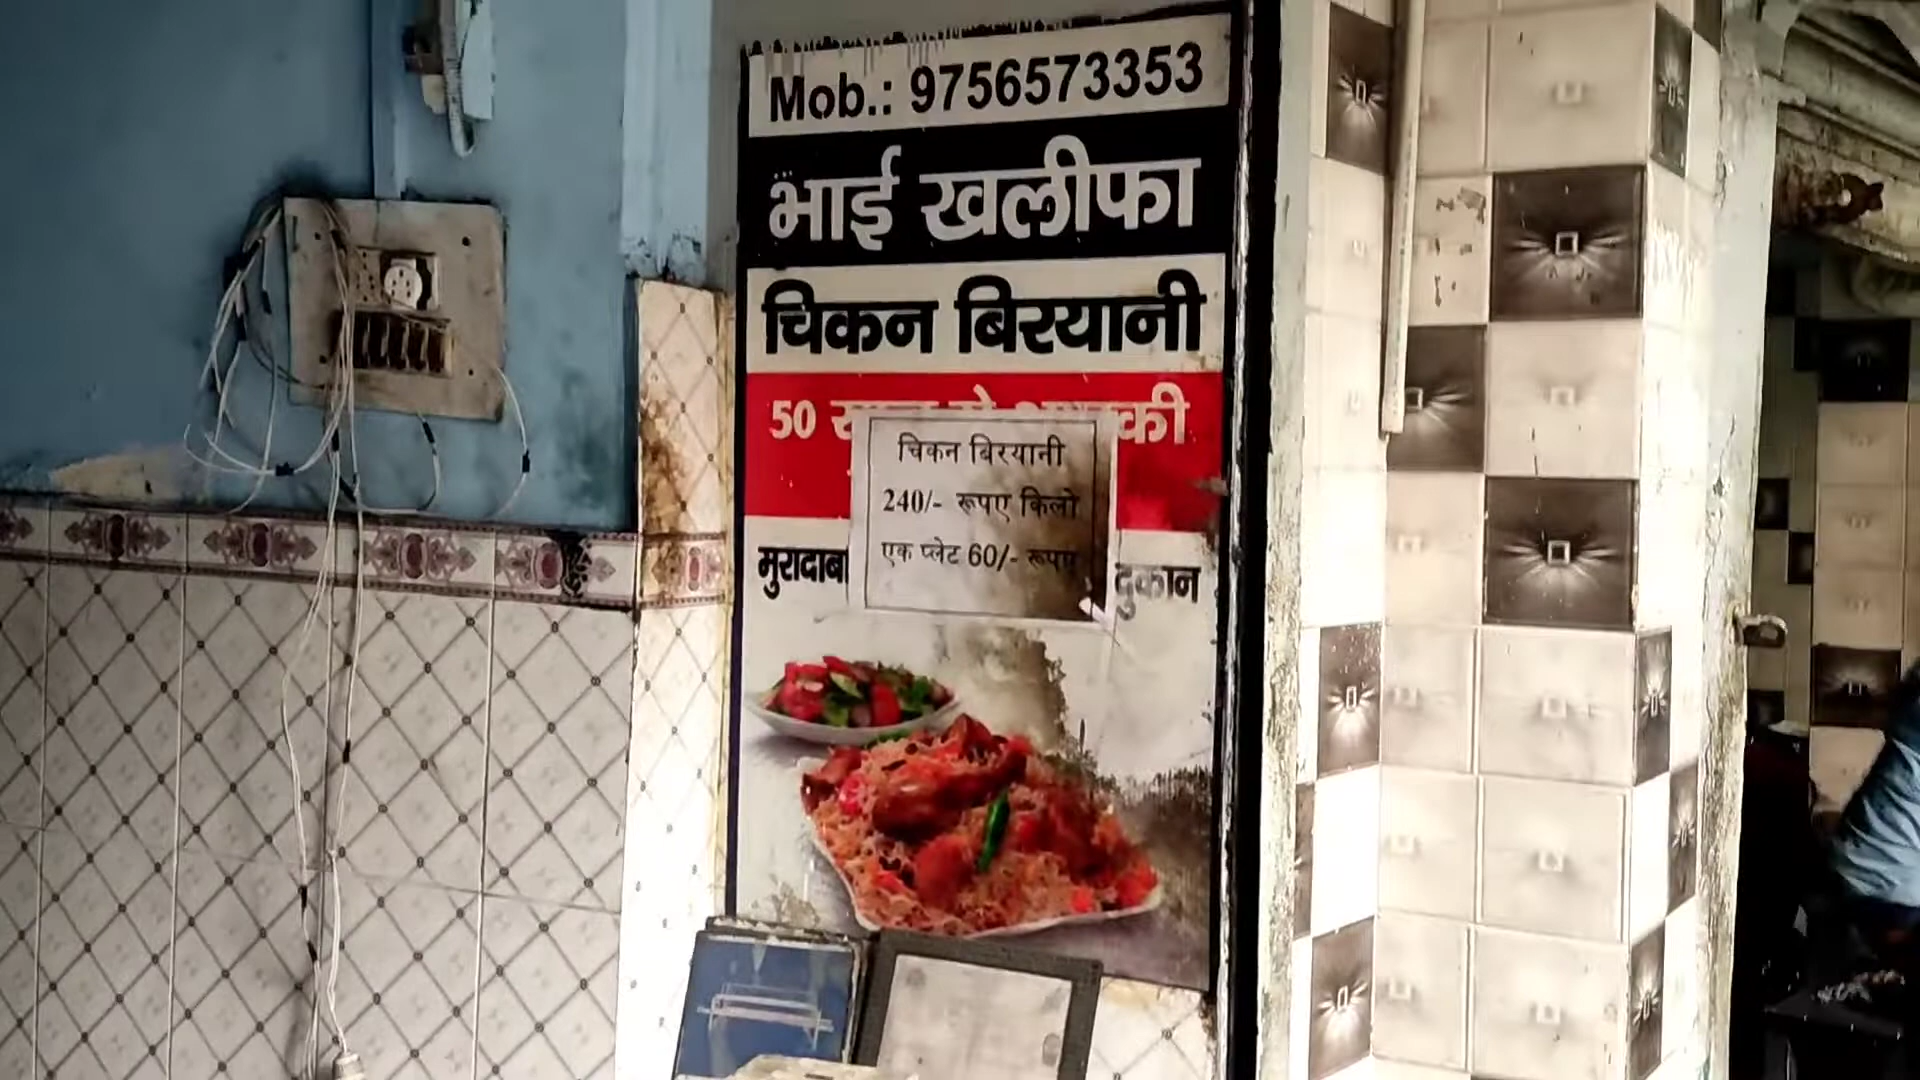 Mob.: 9756573353
भाई खलीफा
चिकन बिरयानी
50
चिकन बिरयानी
240/- रूपए किलो
एक प्लेट 60/- रूपए
दुकान